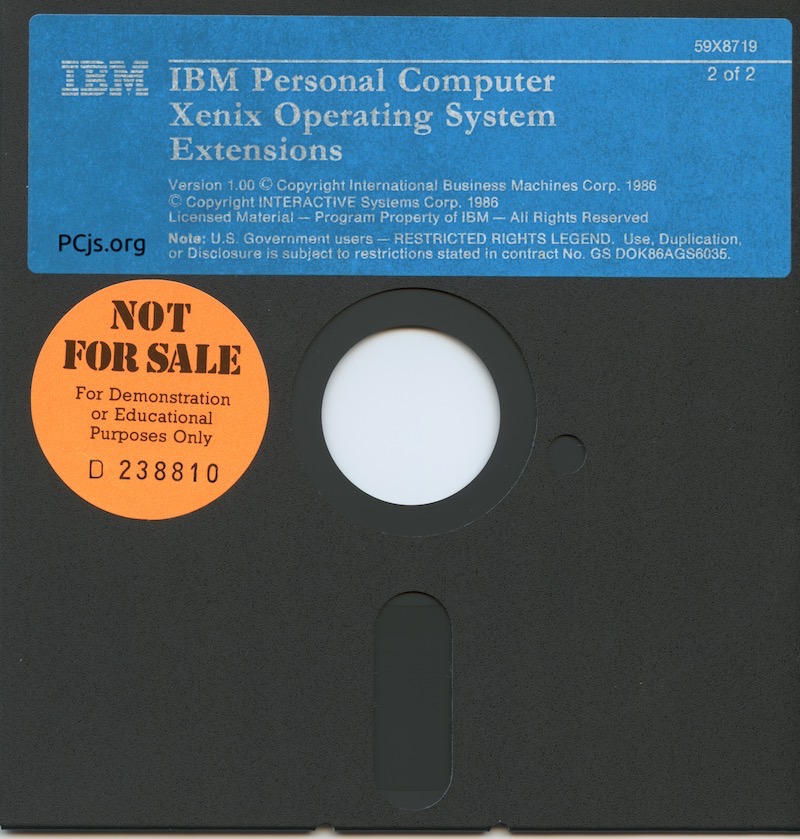 59X8719
IBM
IBM Personal Computer
2 of 2
Xenix Operating System
Extensions
Version 1.00 © Copyright International Business Machines Corp. 1986
© Copyright INTERACTIVE Systems Corp. 1986
Licensed Material — Program Property of IBM — All Rights Reserved
Note: U.S. Government users — RESTRICTED RIGHTS LEGEND. Use, Duplication,
or Disclosure is subject to restrictions stated in contract No. GS DOK86AGS6035.
PCjs.org
NOT
FOR SALE
For Demonstration
or Educational
Purposes Only
D 238810